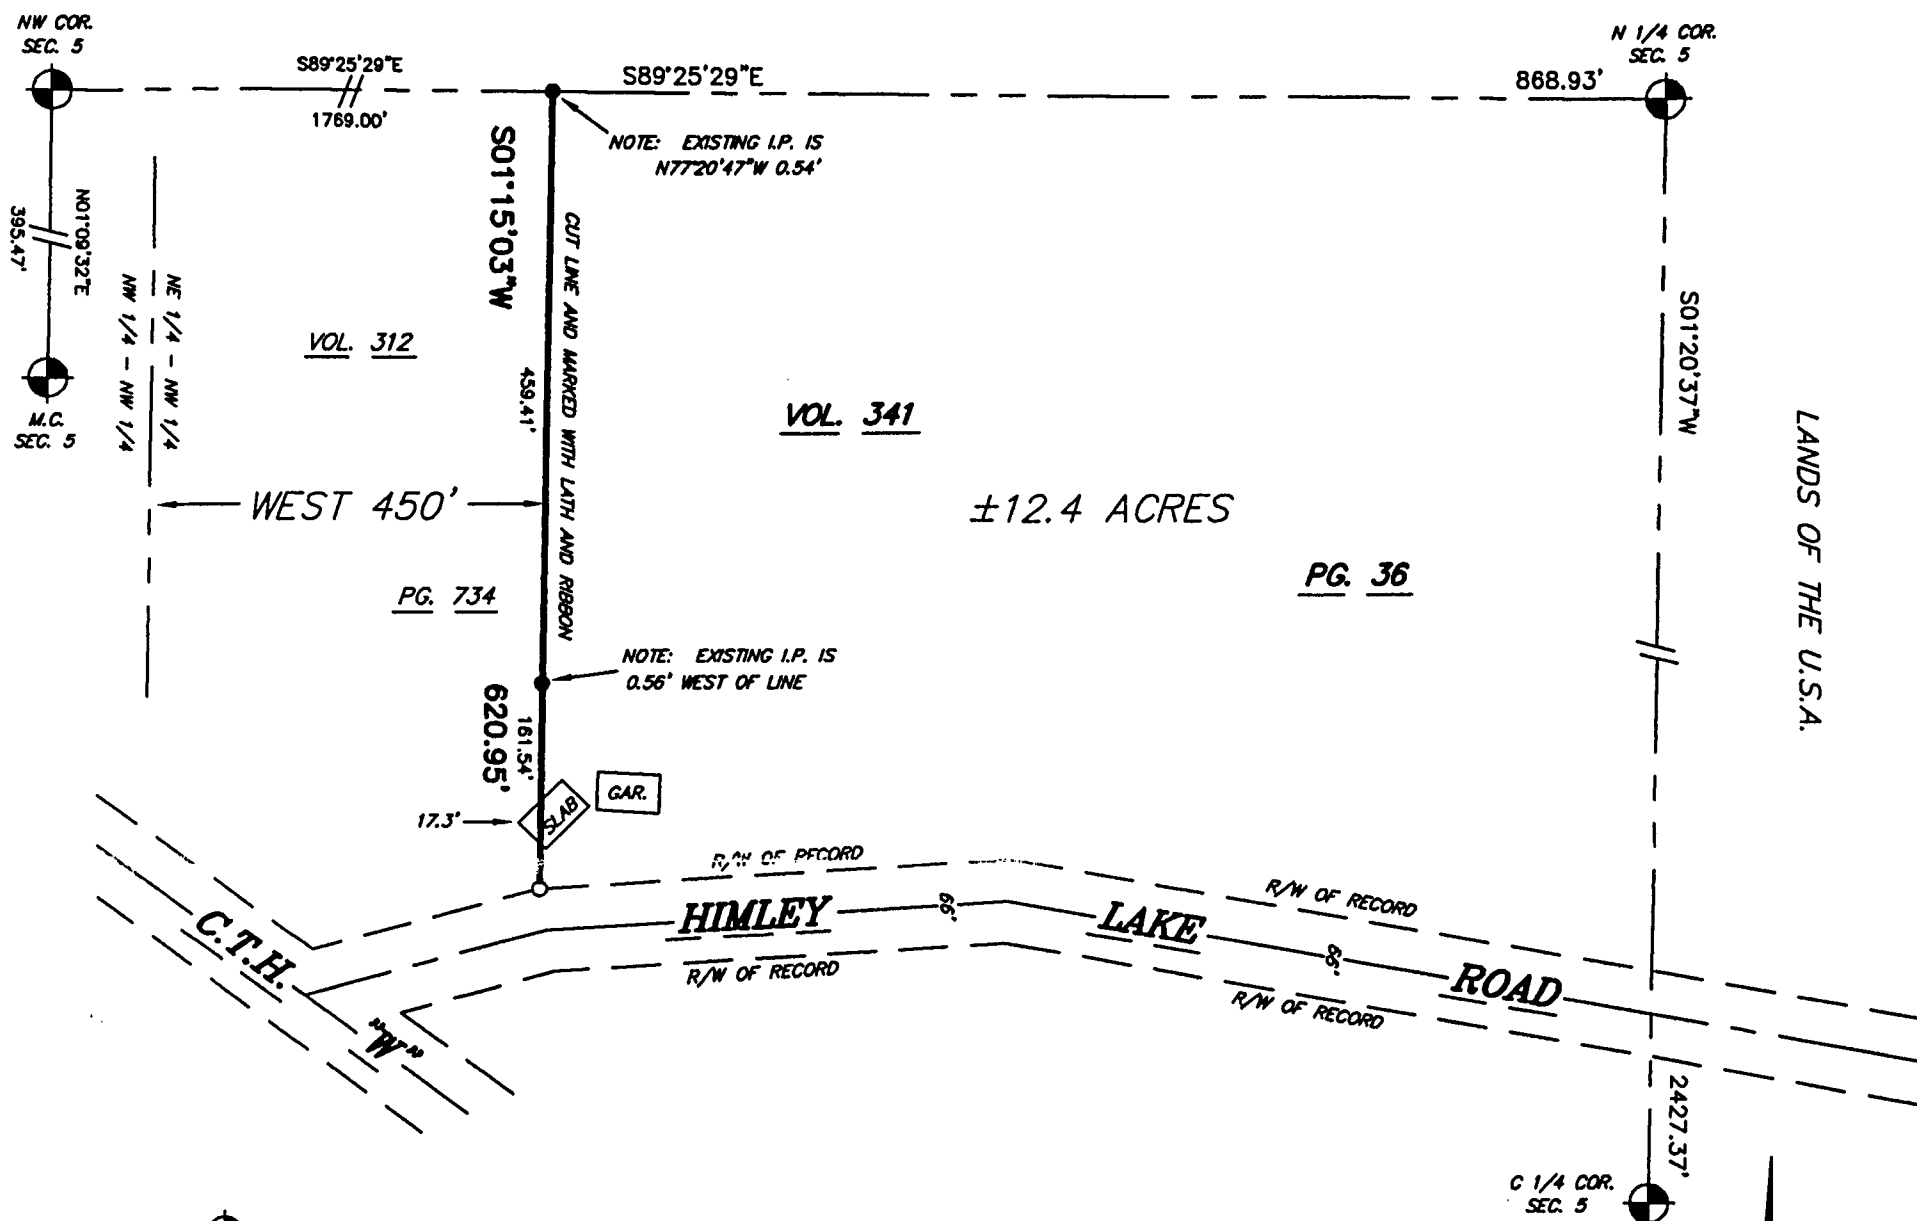 NW COR.
SEC. 5
N 1/4 COR.
SEC. 5
S89°25'29"E
1769.00'
S89°25'29"E
868.93'
NOTE: EXISTING I.P. IS
N77°20'47"W 0.54'
N01°09'32"E
395.47'
M.C.
SEC. 5
NE 1/4 - NW 1/4
NW 1/4 - NW 1/4
S01°15'03"W
CUT LINE AND MARKED WITH LATH AND RIBBON
459.41'
S01°20'37"W
LANDS OF THE U.S.A.
VOL. 312
VOL. 341
WEST 450'
±12.4 ACRES
PG. 734
PG. 36
NOTE: EXISTING I.P. IS
0.56' WEST OF LINE
161.54'
620.95'
GAR.
SLAB
17.3'
R/W OF RECORD
R/W OF RECORD
HIMLEY LAKE ROAD
66'
66'
R/W OF RECORD
R/W OF RECORD
C.T.H. "W"
2427.37'
C 1/4 COR.
SEC. 5